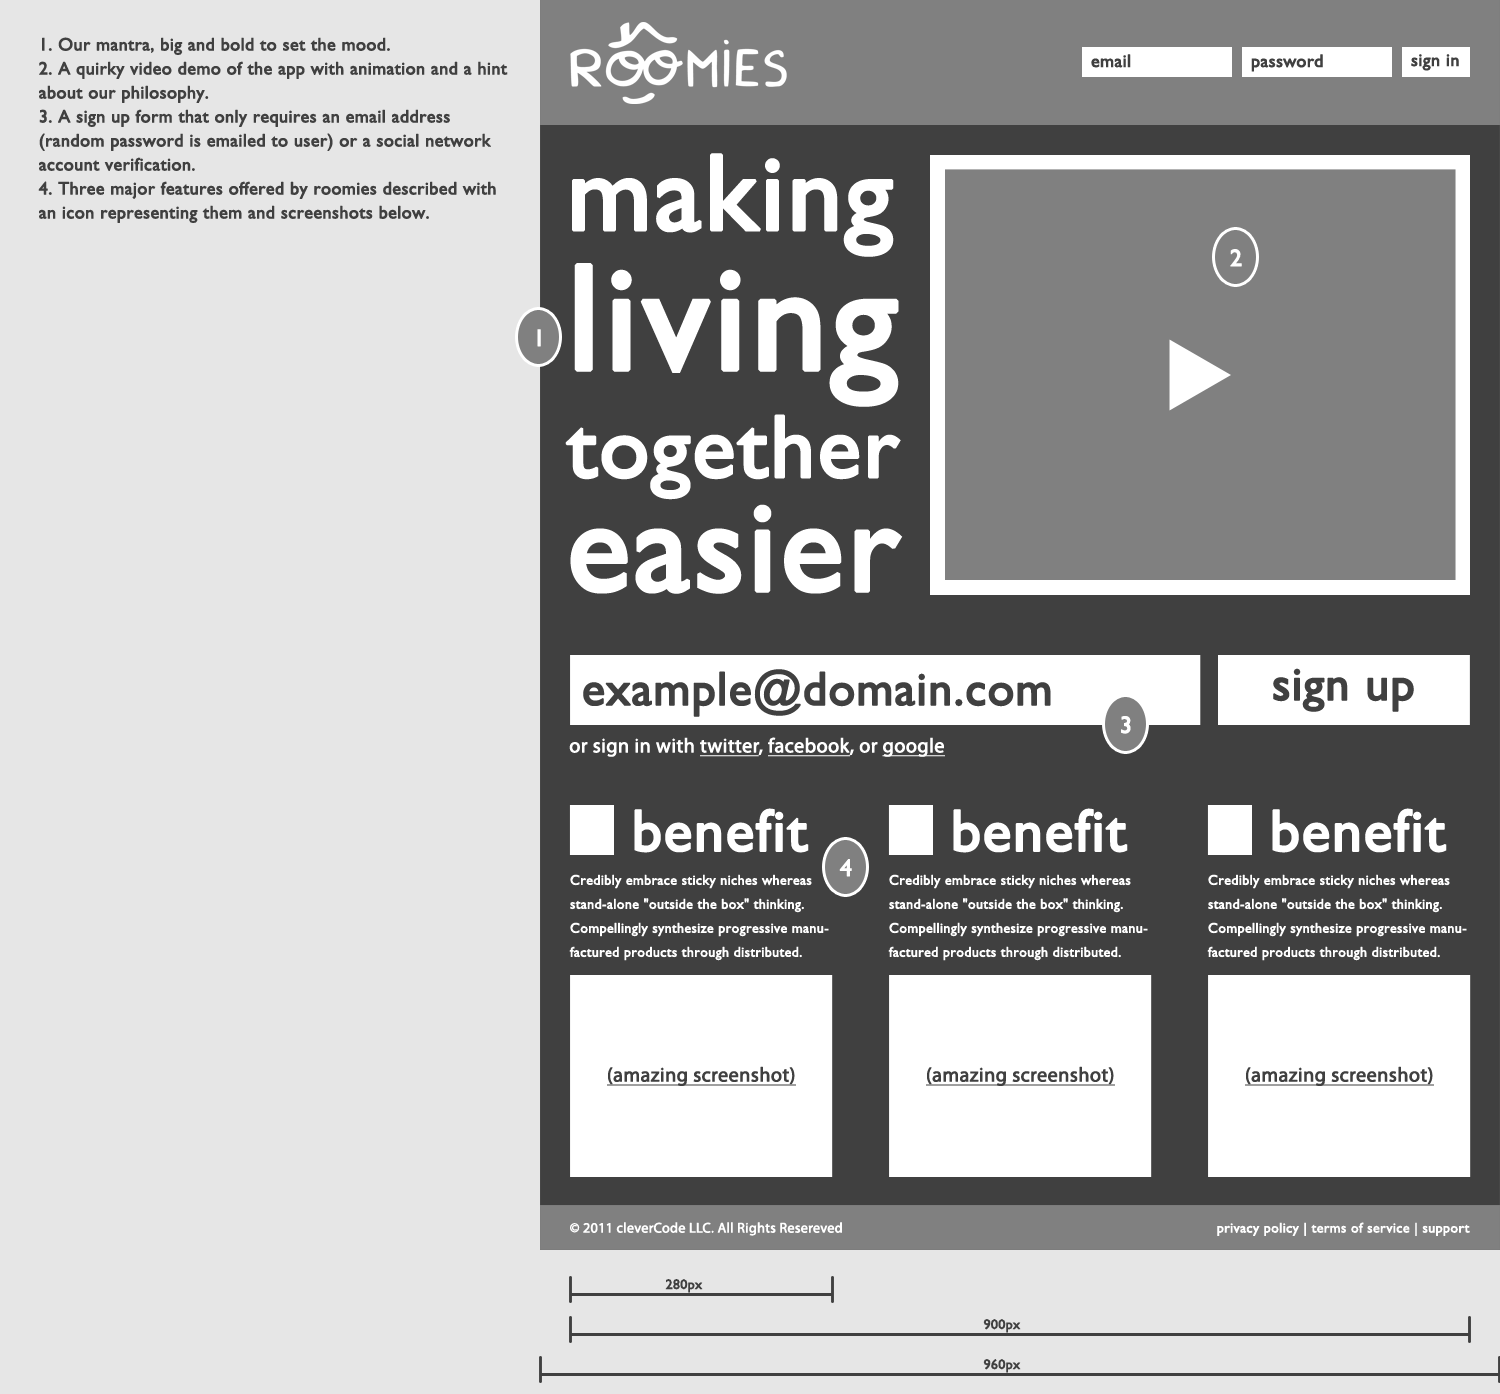 1. Our mantra, big and bold to set the mood.
2. A quirky video demo of the app with animation and a hint
about our philosophy.
3. A sign up form that only requires an email address
(random password is emailed to user) or a social network
account verification.
4. Three major features offered by roomies described with
an icon representing them and screenshots below.
ROOMiES
email
password
sign in
making
living
together
easier
1
2
example@domain.com
sign up
3
or sign in with twitter, facebook, or google
benefit
Credibly embrace sticky niches whereas
stand-alone "outside the box" thinking.
Compellingly synthesize progressive manu-
factured products through distributed.
(amazing screenshot)
4
benefit
Credibly embrace sticky niches whereas
stand-alone "outside the box" thinking.
Compellingly synthesize progressive manu-
factured products through distributed.
(amazing screenshot)
benefit
Credibly embrace sticky niches whereas
stand-alone "outside the box" thinking.
Compellingly synthesize progressive manu-
factured products through distributed.
(amazing screenshot)
© 2011 cleverCode LLC. All Rights Resereved
privacy policy | terms of service | support
280px
900px
960px